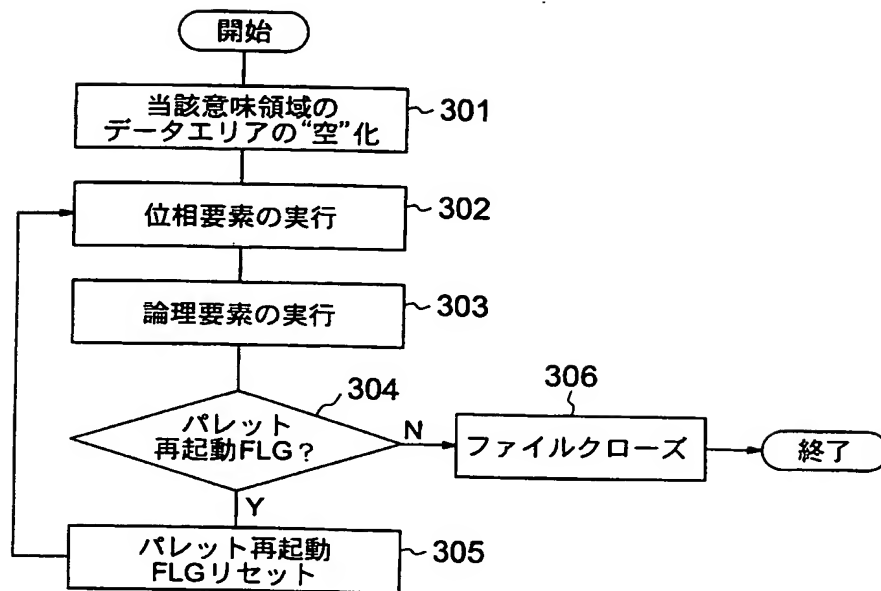 開始
当該意味領域の
データエリアの“空”化
301
位相要素の実行
302
論理要素の実行
303
パレット
再起動FLG?
304
N
Y
306
ファイルクローズ
終了
パレット再起動
FLGリセット
305